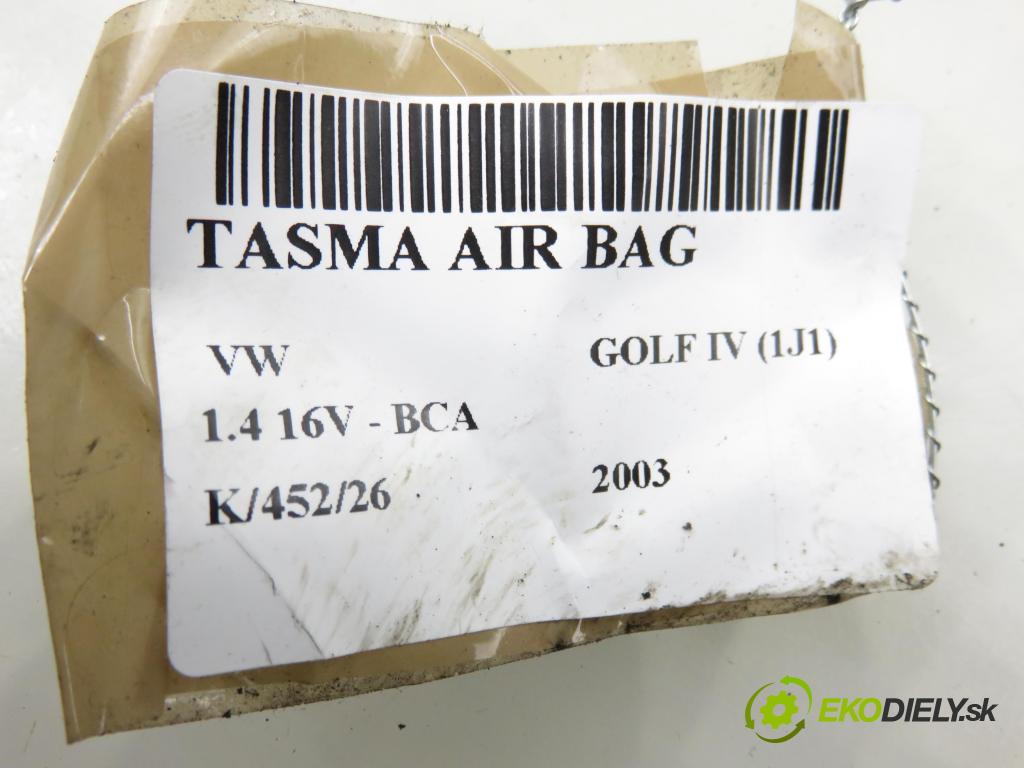 TASMA AIR BAG
VW GOLF IV (1J1)
1.4 16V - BCA
K/452/26 2003
EKODIELY.sk